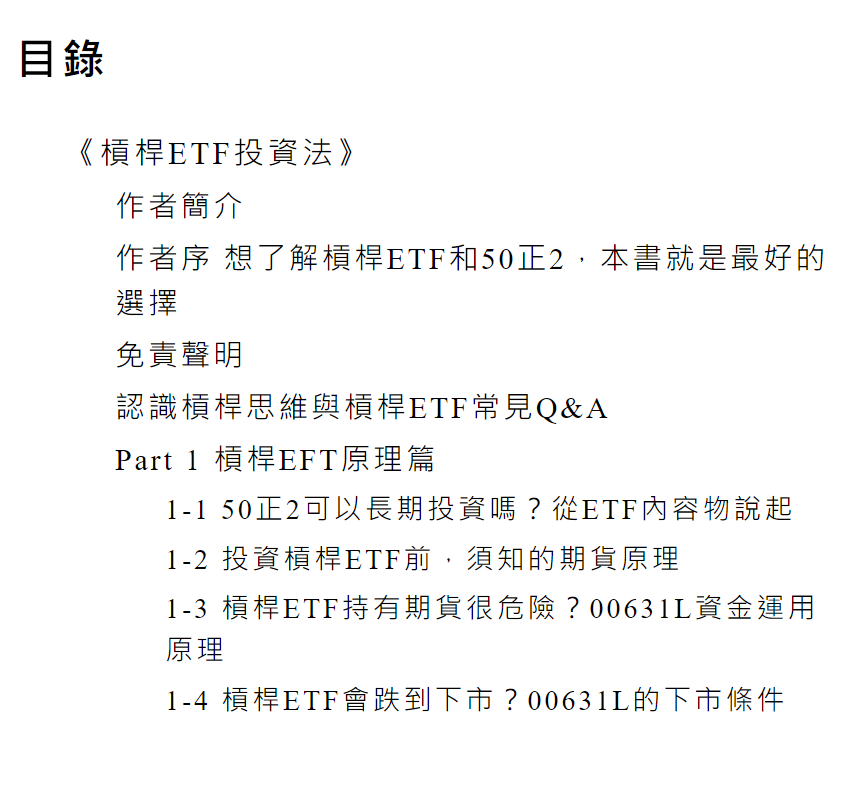 目錄
《槓桿ETF投資法》
作者簡介
作者序 想了解槓桿ETF和50正2，本書就是最好的
選擇
免責聲明
認識槓桿思維與槓桿ETF常見Q&A
Part 1 槓桿EFT原理篇
1-1 50正2可以長期投資嗎？從ETF內容物說起
1-2 投資槓桿ETF前，須知的期貨原理
1-3 槓桿ETF持有期貨很危險？00631L資金運用
原理
1-4 槓桿ETF會跌到下市？00631L的下市條件